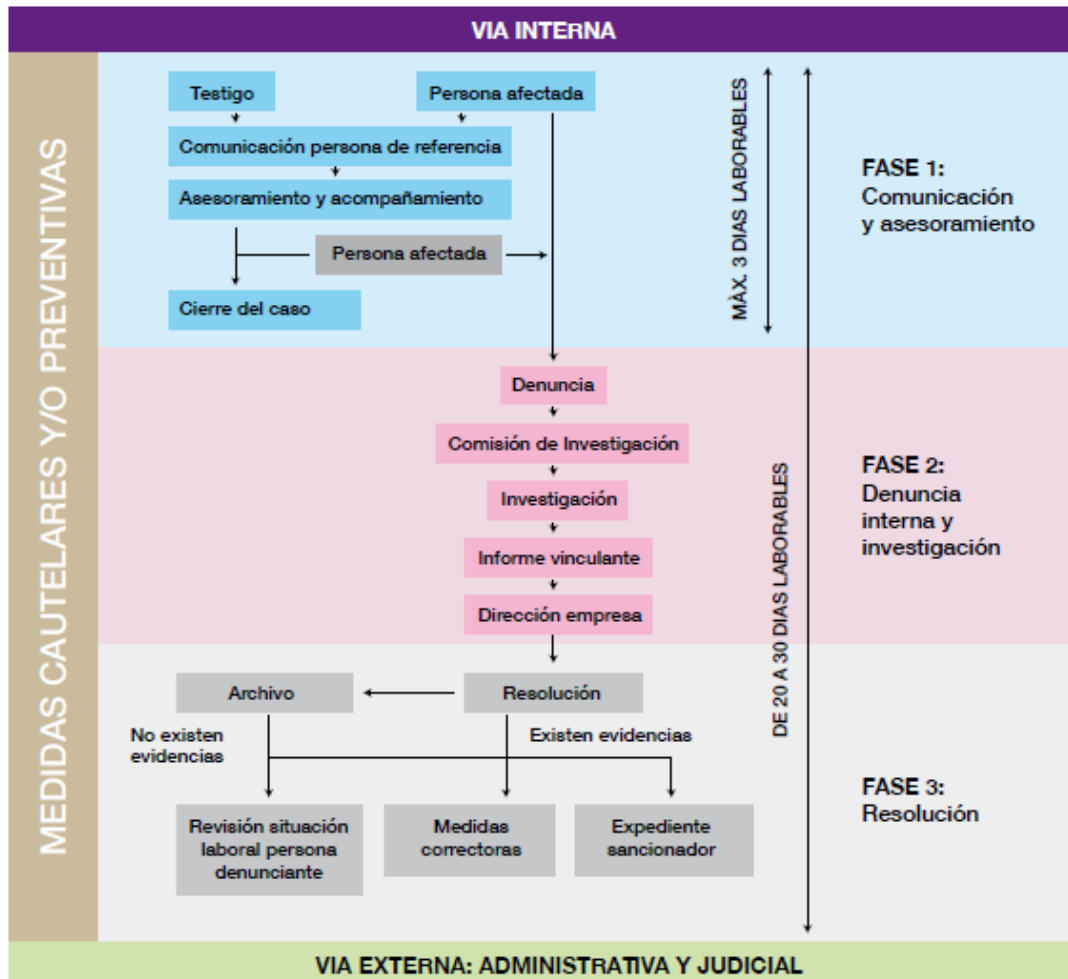 VIA INTERNA
MEDIDAS CAUTELARES Y/O PREVENTIVAS
Testigo
Persona afectada
Comunicación persona de referencia
Asesoramiento y acompañamiento
Persona afectada
Cierre del caso
MÀX. 3 DIAS LABORABLES
FASE 1:
Comunicación
y asesoramiento
Denuncia
Comisión de Investigación
Investigación
Informe vinculante
Dirección empresa
DE 20 A 30 DIAS LABORABLES
FASE 2:
Denuncia
interna y
investigación
Archivo
Resolución
No existen
evidencias
Existen evidencias
Revisión situación
laboral persona
denunciante
Medidas
correctoras
Expediente
sancionador
FASE 3:
Resolución
VIA EXTERNA: ADMINISTRATIVA Y JUDICIAL